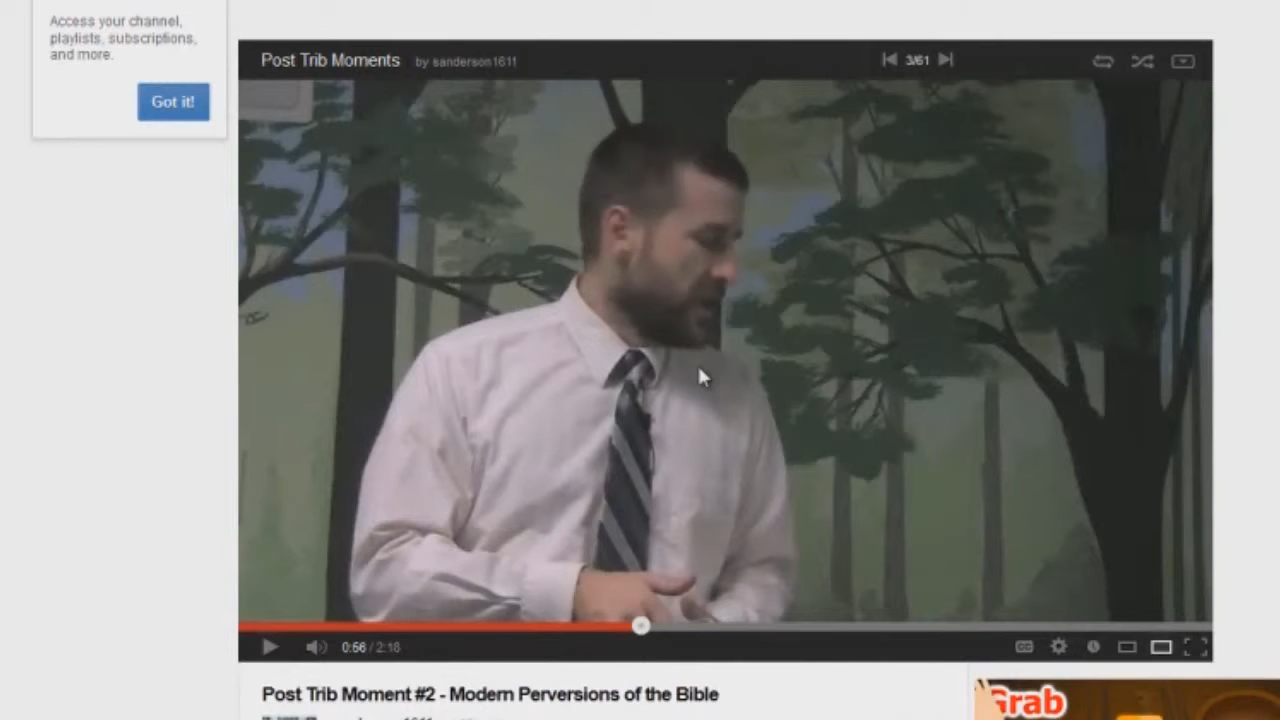 Access your channel,
playlists, subscriptions,
and more.
Got it!
Post Trib Moments by sanderson1611 3/61
0:56 / 2:18
CC
Post Trib Moment #2 - Modern Perversions of the Bible
Grab